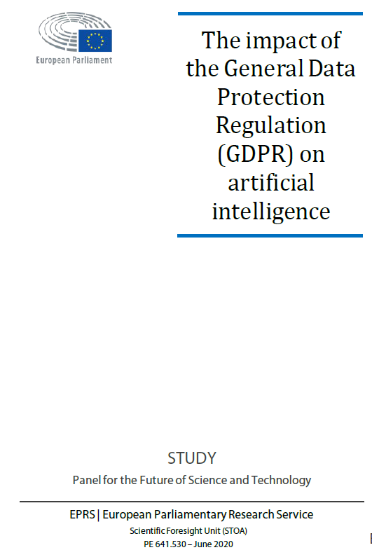 European Parliament
The impact of
the General Data
Protection
Regulation
(GDPR) on
artificial
intelligence
STUDY
Panel for the Future of Science and Technology
EPRS | European Parliamentary Research Service
Scientific Foresight Unit (STOA)
PE 641.530 – June 2020